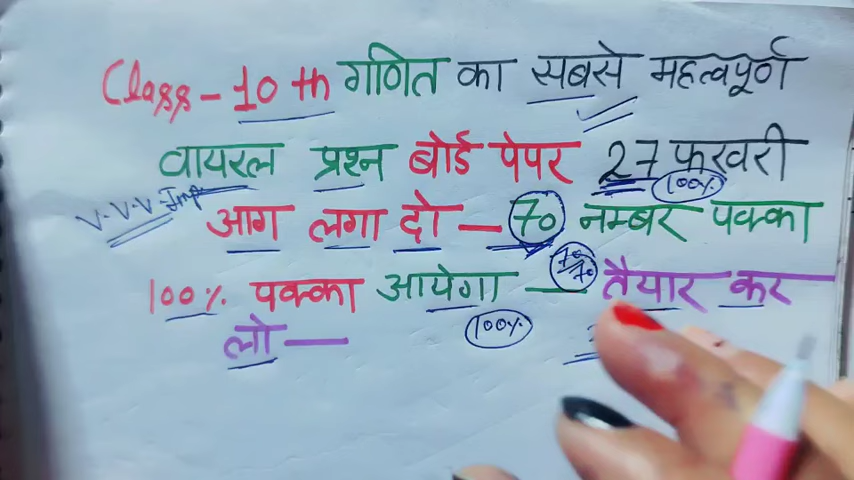 Class-10 th गणित का सबसे महत्वपूर्ण
वायरल प्रश्न बोर्ड पेपर 27 फरवरी
100%
V.V.V.Imp
आग लगा दो - 70 नम्बर पक्का
100% पक्का आयेगा - 70/70 तैयार कर
लो -
100%